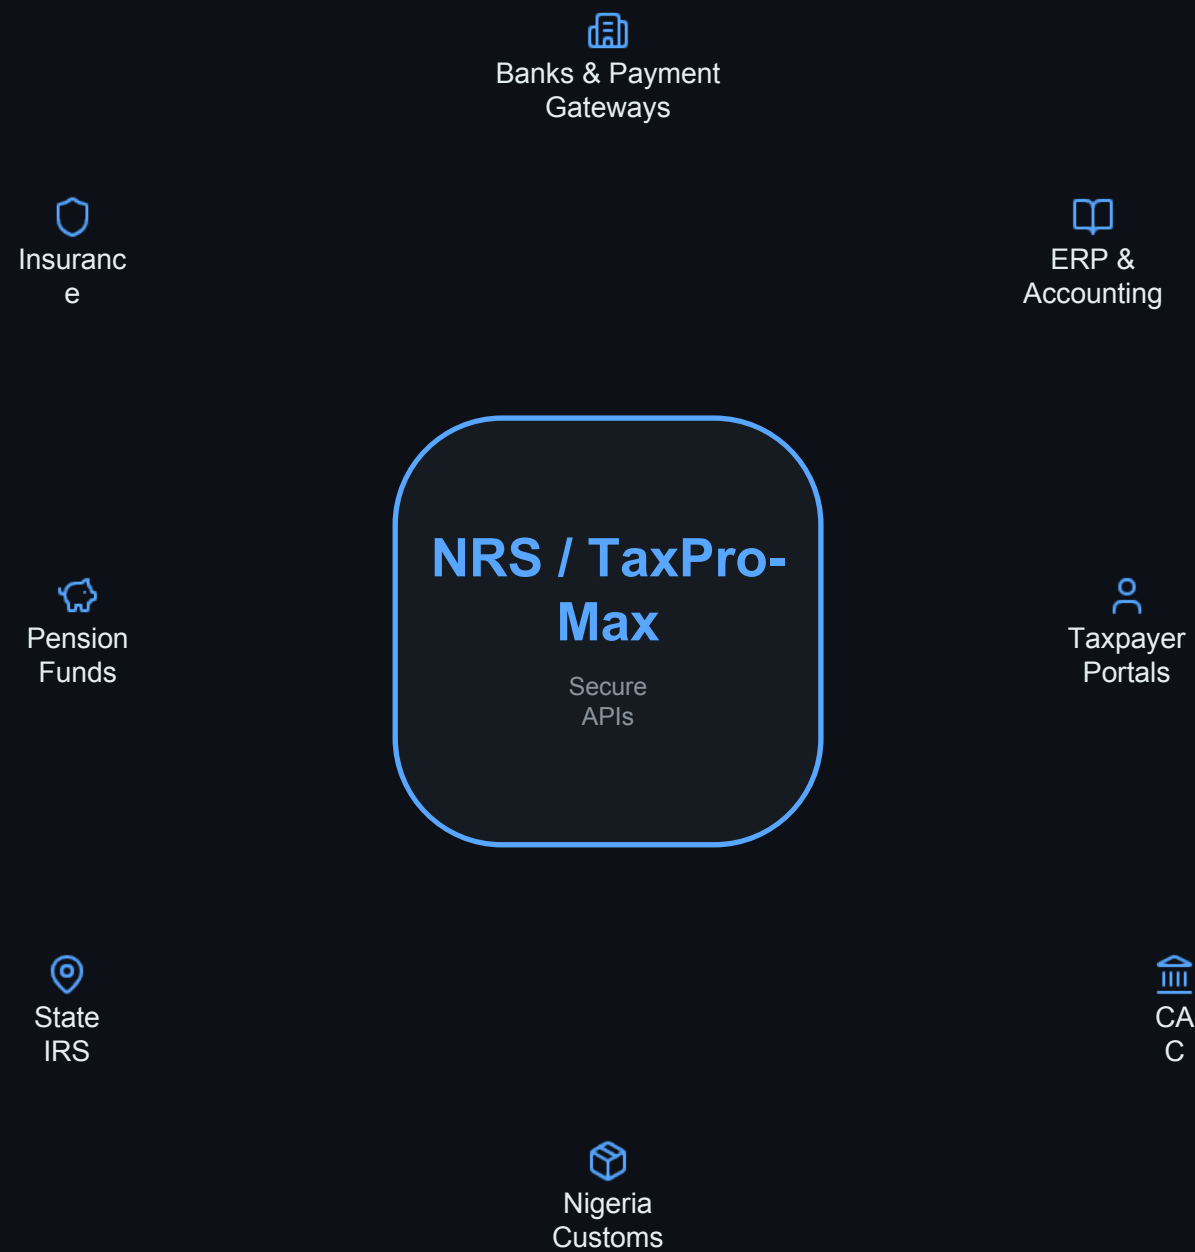 Banks & Payment
Gateways
Insuranc
e
ERP &
Accounting
NRS / TaxPro-
Max
Secure
APIs
Pension
Funds
Taxpayer
Portals
State
IRS
CA
C
Nigeria
Customs